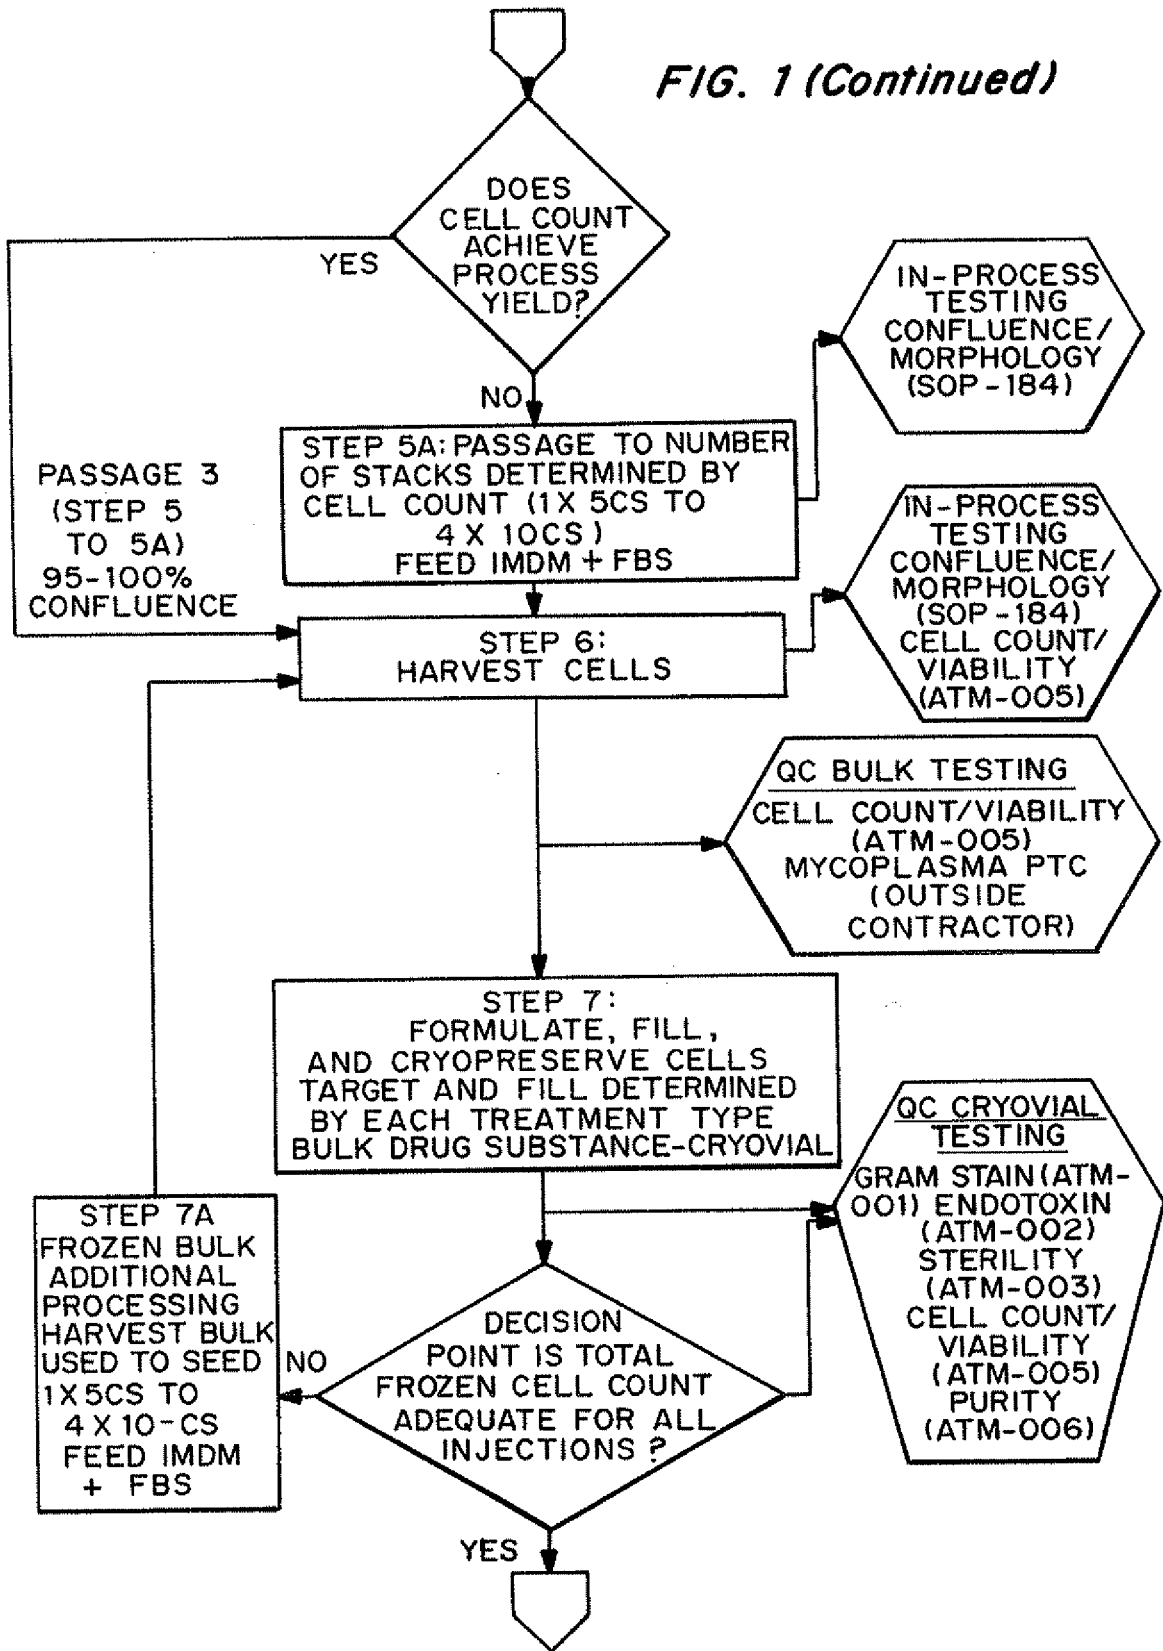 FIG. 1 (Continued)
DOES
CELL COUNT
ACHIEVE
PROCESS
YIELD?
YES
NO
IN-PROCESS
TESTING
CONFLUENCE/
MORPHOLOGY
(SOP-184)
STEP 5A: PASSAGE TO NUMBER
OF STACKS DETERMINED BY
CELL COUNT (1X 5CS TO
4 X 10CS)
FEED IMDM + FBS
PASSAGE 3
(STEP 5
TO 5A)
95-100%
CONFLUENCE
IN-PROCESS
TESTING
CONFLUENCE/
MORPHOLOGY
(SOP-184)
CELL COUNT/
VIABILITY
(ATM-005)
STEP 6:
HARVEST CELLS
QC BULK TESTING
CELL COUNT/VIABILITY
(ATM-005)
MYCOPLASMA PTC
(OUTSIDE
CONTRACTOR)
STEP 7:
FORMULATE, FILL,
AND CRYOPRESERVE CELLS
TARGET AND FILL DETERMINED
BY EACH TREATMENT TYPE
BULK DRUG SUBSTANCE-CRYOVIAL
QC CRYOVIAL
TESTING
GRAM STAIN(ATM-
001) ENDOTOXIN
(ATM-002)
STERILITY
(ATM-003)
CELL COUNT/
VIABILITY
(ATM-005)
PURITY
(ATM-006)
STEP 7A
FROZEN BULK
ADDITIONAL
PROCESSING
HARVEST BULK
USED TO SEED
1X5CS TO
4 X 10-CS
FEED IMDM
+ FBS
NO
DECISION
POINT IS TOTAL
FROZEN CELL COUNT
ADEQUATE FOR ALL
INJECTIONS?
YES